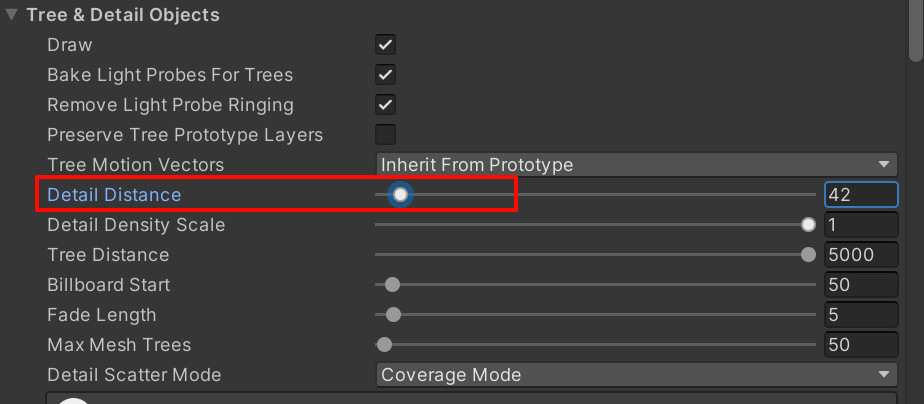 Tree & Detail Objects
Draw
Bake Light Probes For Trees
Remove Light Probe Ringing
Preserve Tree Prototype Layers
Tree Motion Vectors Inherit From Prototype
Detail Distance 42
Detail Density Scale 1
Tree Distance 5000
Billboard Start 50
Fade Length 5
Max Mesh Trees 50
Detail Scatter Mode Coverage Mode